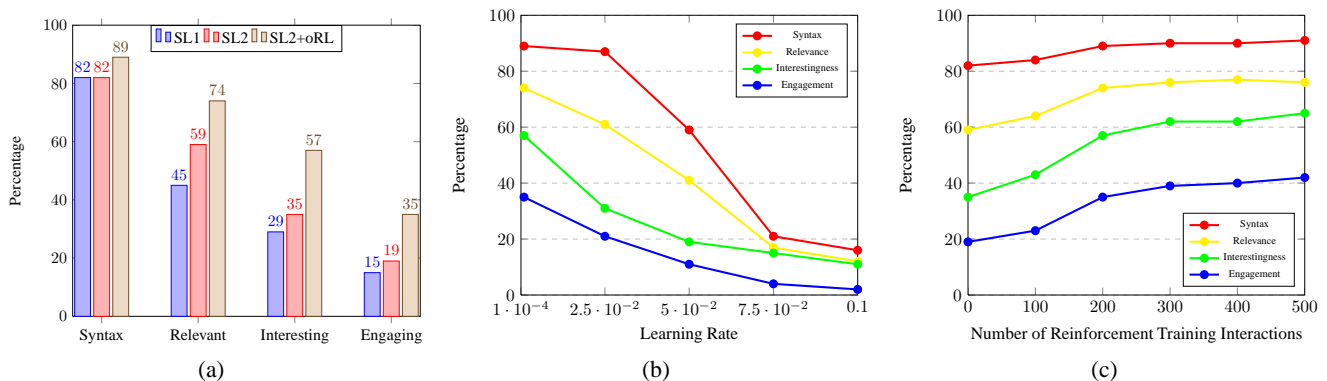 SL1 SL2 SL2+oRL
Percentage
100
80
60
40
20
0
82 82 89
45 59 74
29 35 57
15 19 35
Syntax Relevant Interesting Engaging
(a)
Percentage
100
80
60
40
20
0
Syntax
Relevance
Interestingness
Engagement
1 · 10⁻⁴ 2.5 · 10⁻² 5 · 10⁻² 7.5 · 10⁻² 0.1
Learning Rate
(b)
Percentage
100
80
60
40
20
0
Syntax
Relevance
Interestingness
Engagement
0 100 200 300 400 500
Number of Reinforcement Training Interactions
(c)